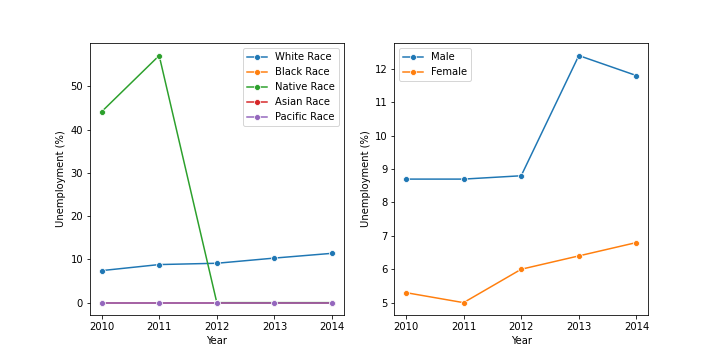 White Race
Black Race
Native Race
Asian Race
Pacific Race
Unemployment (%)
50
40
30
20
10
0
2010 2011 2012 2013 2014
Year
Male
Female
Unemployment (%)
12
11
10
9
8
7
6
5
2010 2011 2012 2013 2014
Year